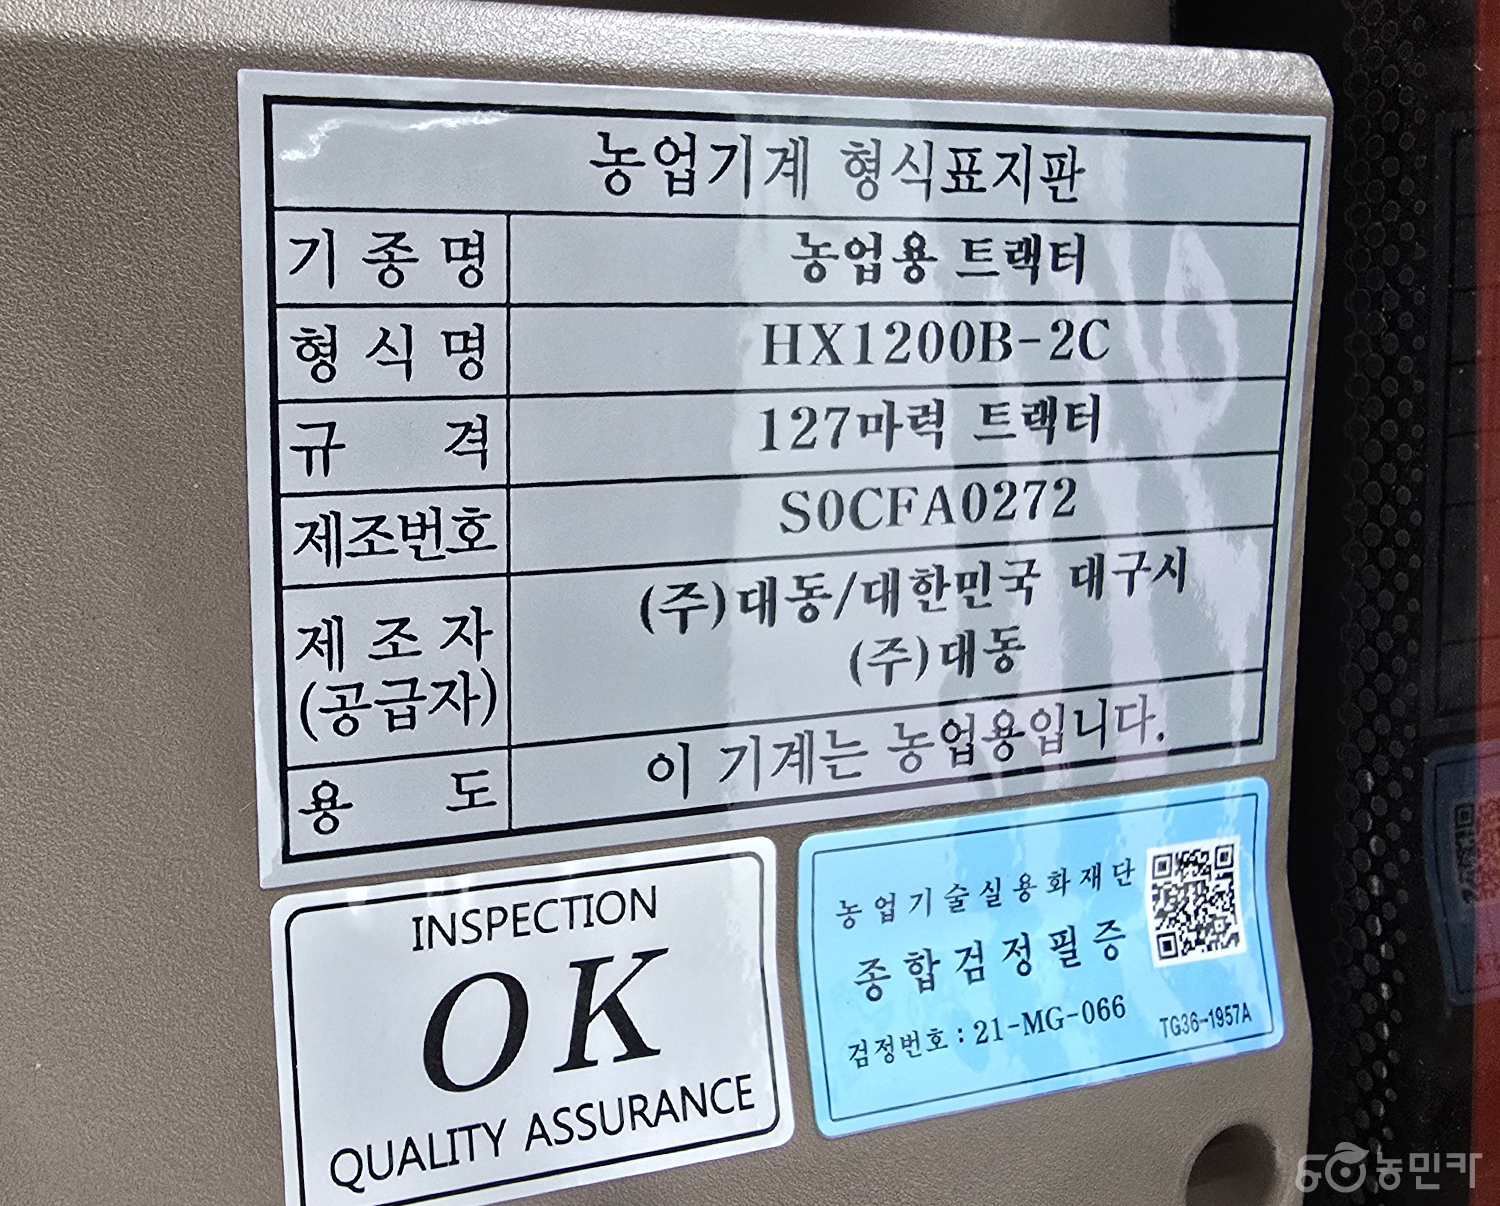 농업기계 형식표지판
기종명 농업용 트랙터
형식명 HX1200B-2C
규격 127마력 트랙터
제조번호 S0CFA0272
제조자 (주)대동/대한민국 대구시
(공급자) (주)대동
용도 이 기계는 농업용입니다.
INSPECTION
OK
QUALITY ASSURANCE
농업기술실용화재단
종합검정필증
검정번호 : 21-MG-066
TG36-1957A
농민카